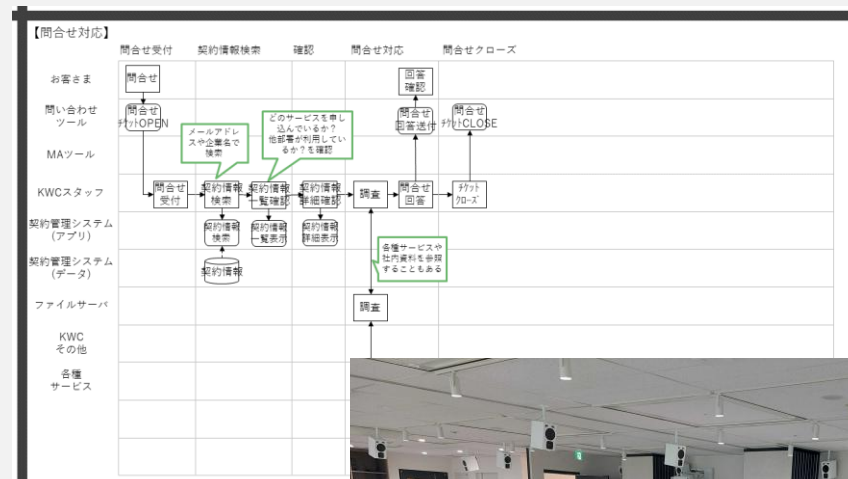 【問合せ対応】
問合せ受付
契約情報検索
確認
問合せ対応
問合せクローズ
お客さま
問合せ
回答
確認
問い合わせ
ツール
問合せ
チケットOPEN
問合せ
回答送付
問合せ
チケットCLOSE
メールアドレ
スや企業名で
検索
どのサービスを申し
込んでいるか？
他部署が利用してい
るか？を確認
MAツール
KWCスタッフ
問合せ
受付
契約情報
検索
契約情報
一覧確認
契約情報
詳細確認
調査
問合せ
回答
チケット
クローズ
契約管理システム
(アプリ)
契約情報
検索
契約情報
一覧表示
契約情報
詳細表示
各種サービスや
社内資料を参照
することもある
契約管理システム
(データ)
契約情報
ファイルサーバ
調査
KWC
その他
各種
サービス